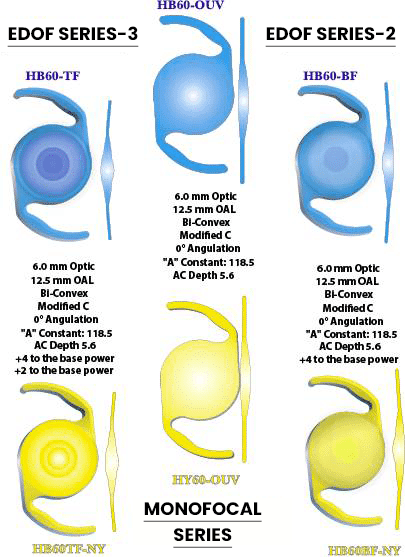 HB60-OUV
EDOF SERIES-3
EDOF SERIES-2
HB60-TF
HB60-BF
6.0 mm Optic
12.5 mm OAL
Bi-Convex
Modified C
0° Angulation
"A" Constant: 118.5
AC Depth 5.6
6.0 mm Optic
12.5 mm OAL
Bi-Convex
Modified C
0° Angulation
"A" Constant: 118.5
AC Depth 5.6
+4 to the base power
+2 to the base power
6.0 mm Optic
12.5 mm OAL
Bi-Convex
Modified C
0° Angulation
"A" Constant: 118.5
AC Depth 5.6
+4 to the base power
HY60-OUV
MONOFOCAL
SERIES
HB60TF-NY
HB60BF-NY